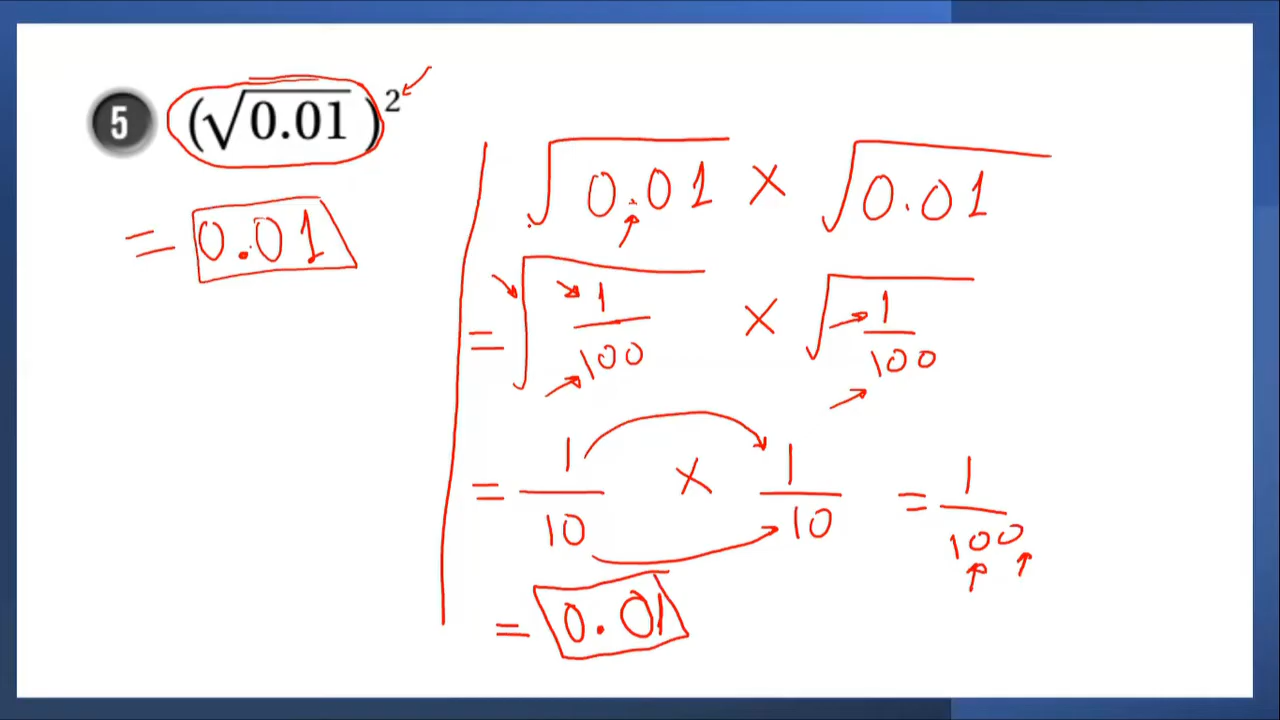 5 (√0.01)²
= 0.01
√0.01 × √0.01
= √(1/100) × √(1/100)
= 1/10 × 1/10 = 1/100
= 0.01